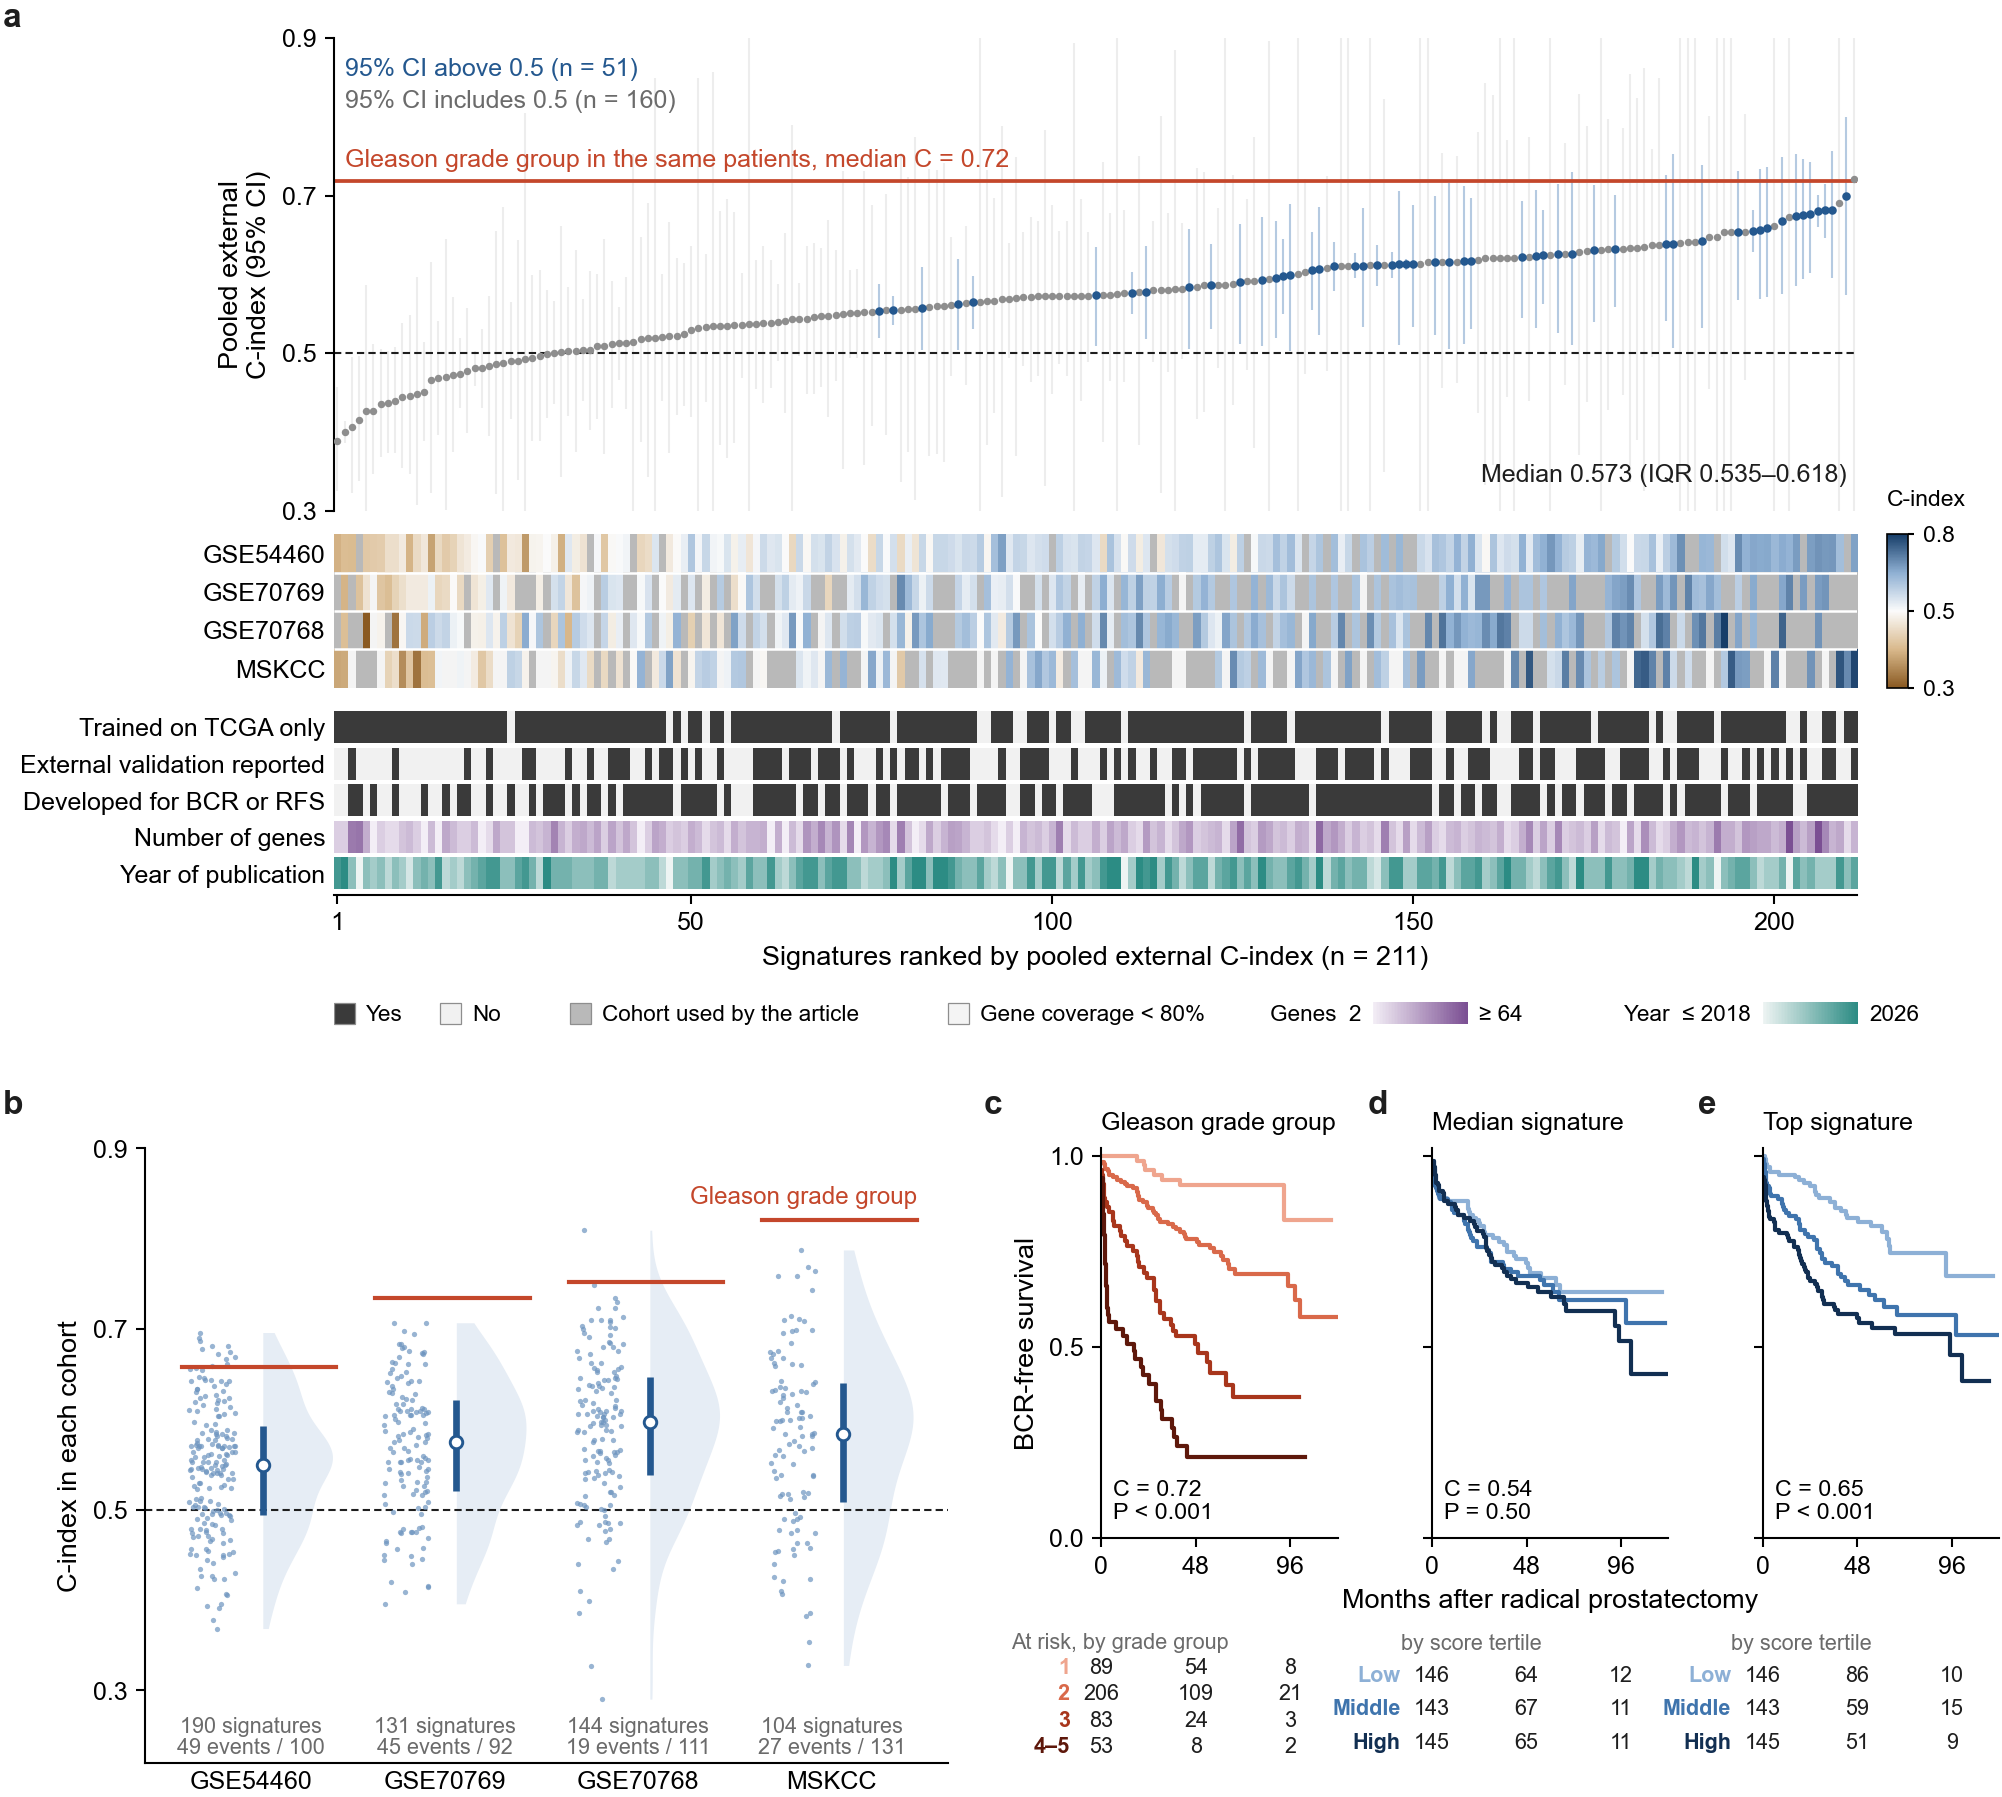 a
0.9
95% CI above 0.5 (n = 51)
95% CI includes 0.5 (n = 160)
Gleason grade group in the same patients, median C = 0.72
0.7
Pooled external
C-index (95% CI)
0.5
Median 0.573 (IQR 0.535–0.618)
0.3
C-index
0.8
0.5
0.3
GSE54460
GSE70769
GSE70768
MSKCC
Trained on TCGA only
External validation reported
Developed for BCR or RFS
Number of genes
Year of publication
1 50 100 150 200
Signatures ranked by pooled external C-index (n = 211)
Yes No Cohort used by the article Gene coverage < 80% Genes 2 ≥ 64 Year ≤ 2018 2026
b
0.9
0.7
0.5
0.3
C-index in each cohort
Gleason grade group
190 signatures
49 events / 100
131 signatures
45 events / 92
144 signatures
19 events / 111
104 signatures
27 events / 131
GSE54460 GSE70769 GSE70768 MSKCC
c
Gleason grade group
1.0
0.5
0.0
BCR-free survival
C = 0.72
P < 0.001
0 48 96
d
Median signature
C = 0.54
P = 0.50
0 48 96
e
Top signature
C = 0.65
P < 0.001
0 48 96
Months after radical prostatectomy
At risk, by grade group
1 89 54 8
2 206 109 21
3 83 24 3
4–5 53 8 2
by score tertile
Low 146 64 12
Middle 143 67 11
High 145 65 11
by score tertile
Low 146 86 10
Middle 143 59 15
High 145 51 9